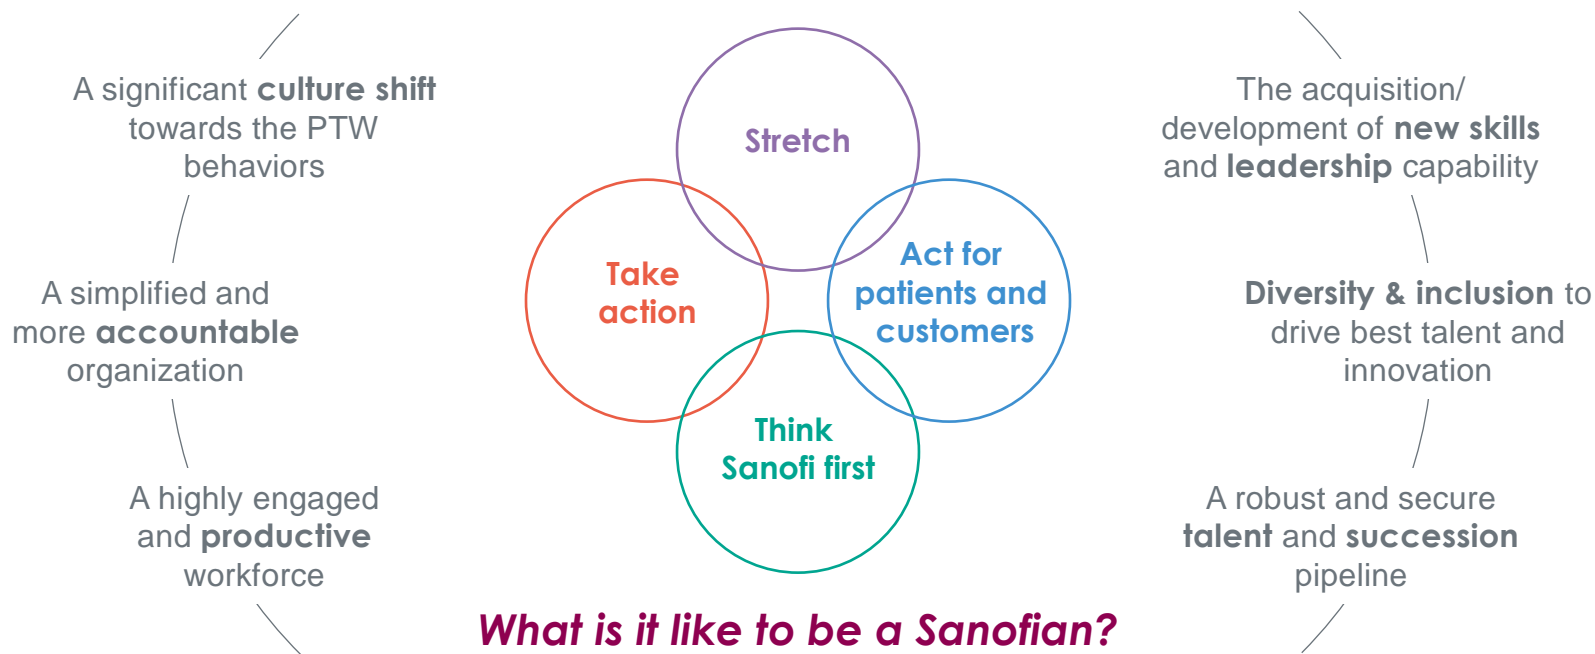 A significant culture shift
towards the PTW
behaviors
A simplified and
more accountable
organization
A highly engaged
and productive
workforce
Stretch
Take
action
Act for
patients and
customers
Think
Sanofi first
What is it like to be a Sanofian?
The acquisition/
development of new skills
and leadership capability
Diversity & inclusion to
drive best talent and
innovation
A robust and secure
talent and succession
pipeline